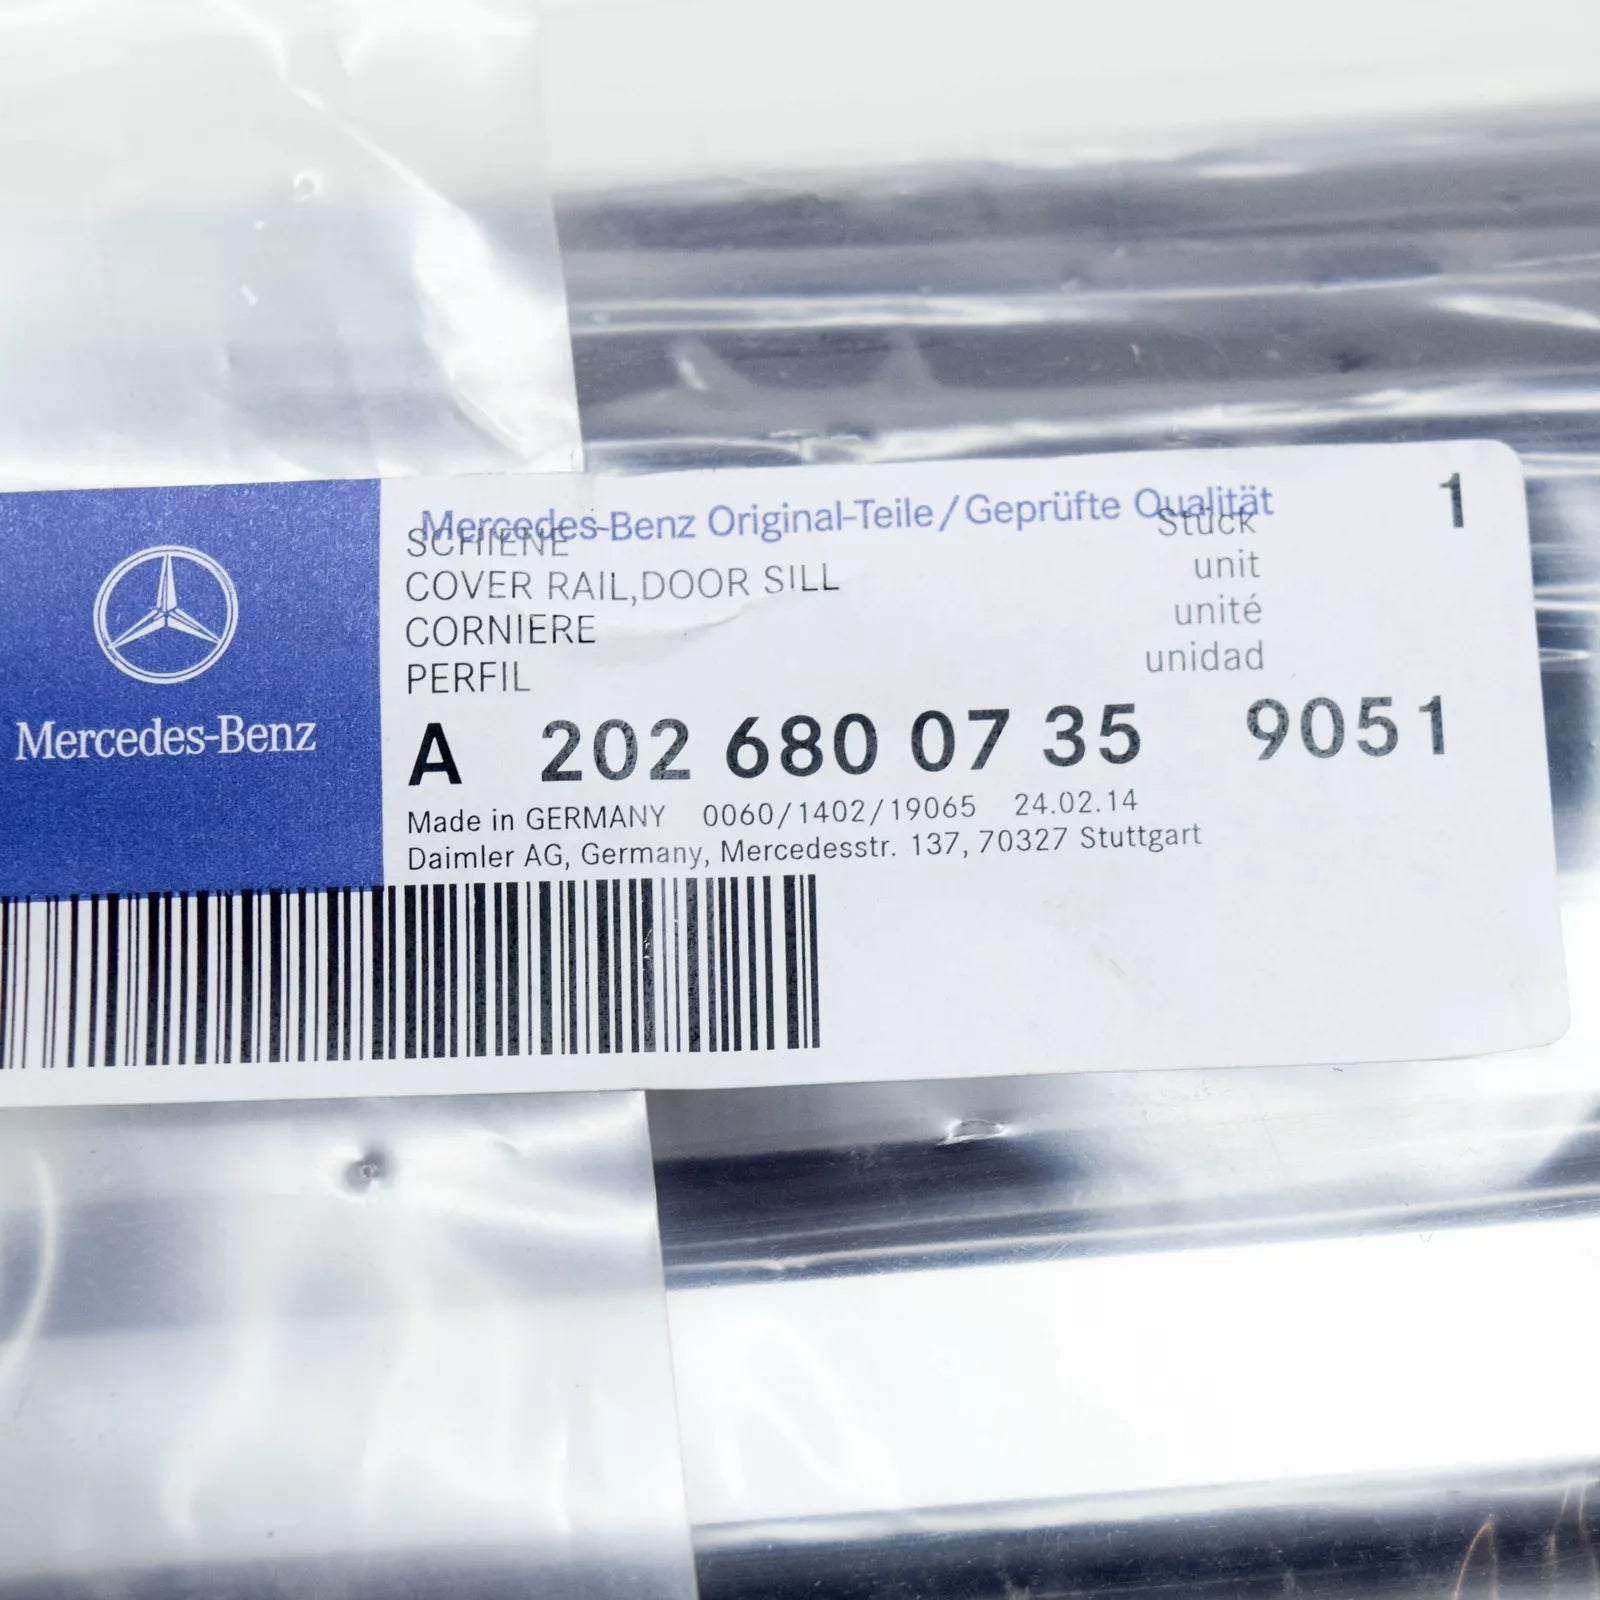 Mercedes-Benz Original-Teile/Geprüfte Qualität
SCHIENE Stück 1
COVER RAIL,DOOR SILL unit
CORNIERE unité
PERFIL unidad
Mercedes-Benz
A 202 680 07 35 9051
Made in GERMANY 0060/1402/19065 24.02.14
Daimler AG, Germany, Mercedesstr. 137, 70327 Stuttgart